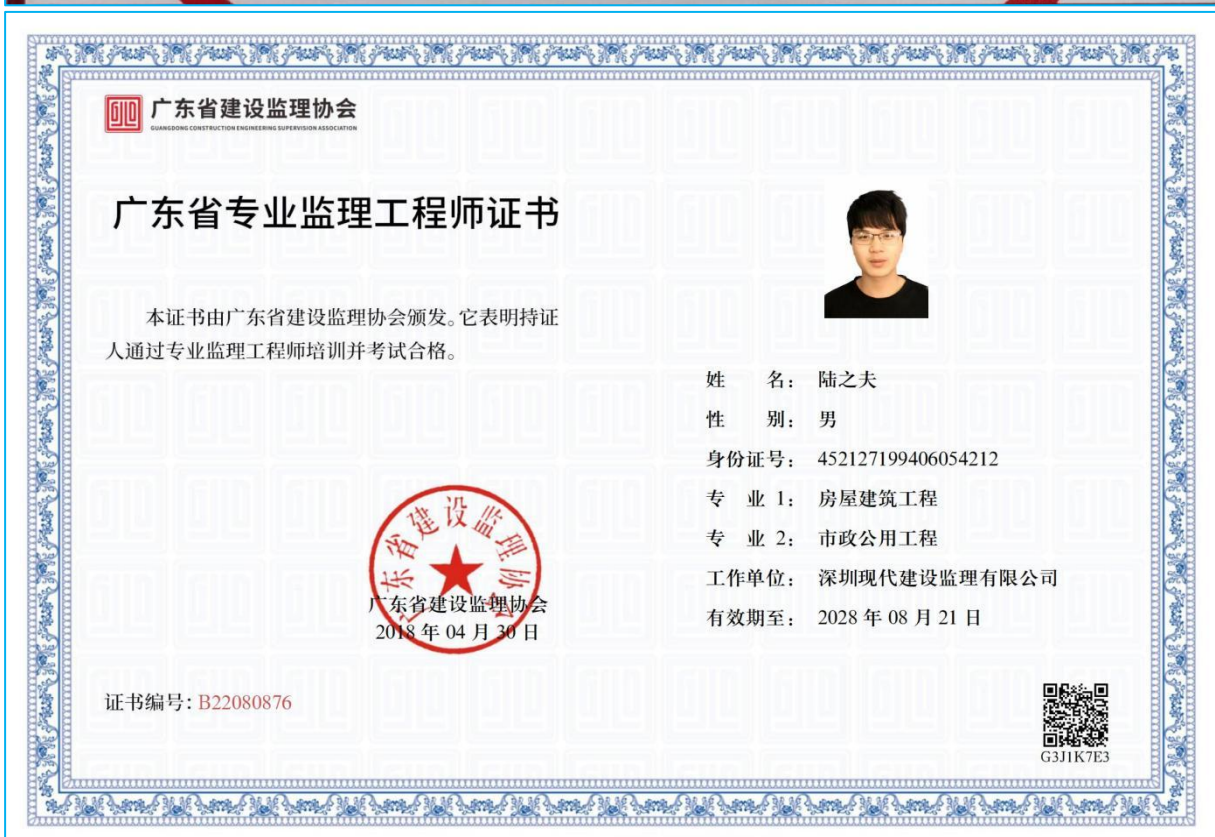 广东省建设监理协会
GUANGDONG CONSTRUCTION ENGINEERING SUPERVISION ASSOCIATION
广东省专业监理工程师证书
本证书由广东省建设监理协会颁发。它表明持证
人通过专业监理工程师培训并考试合格。
姓 名： 陆之夫
性 别： 男
身份证号： 452127199406054212
专 业 1： 房屋建筑工程
专 业 2： 市政公用工程
工作单位： 深圳现代建设监理有限公司
有效期至： 2028 年 08 月 21 日
广东省建设监理协会
广东省建设监理协会
2018 年 04 月 30 日
证书编号：B22080876
G3J1K7E3